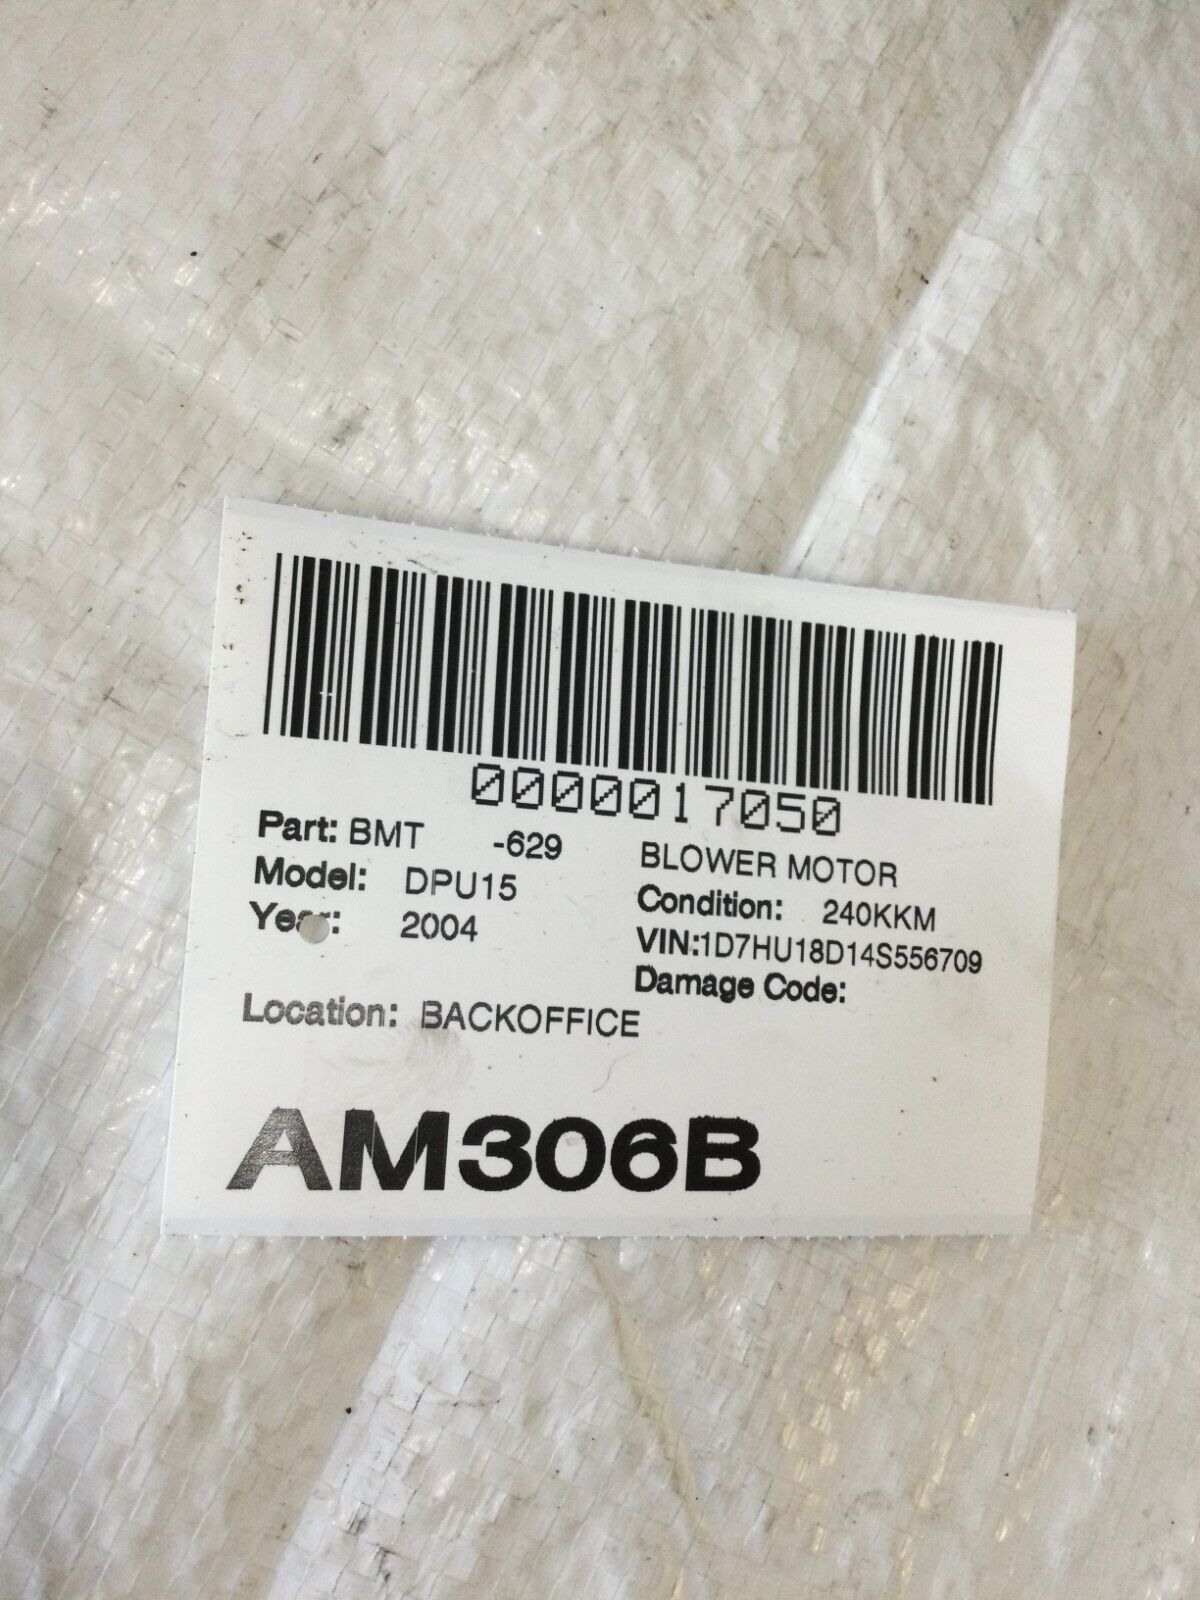 0000017050
Part: BMT -629 BLOWER MOTOR
Model: DPU15 Condition: 240KKM
Year: 2004 VIN:1D7HU18D14S556709
Damage Code:
Location: BACKOFFICE
AM306B